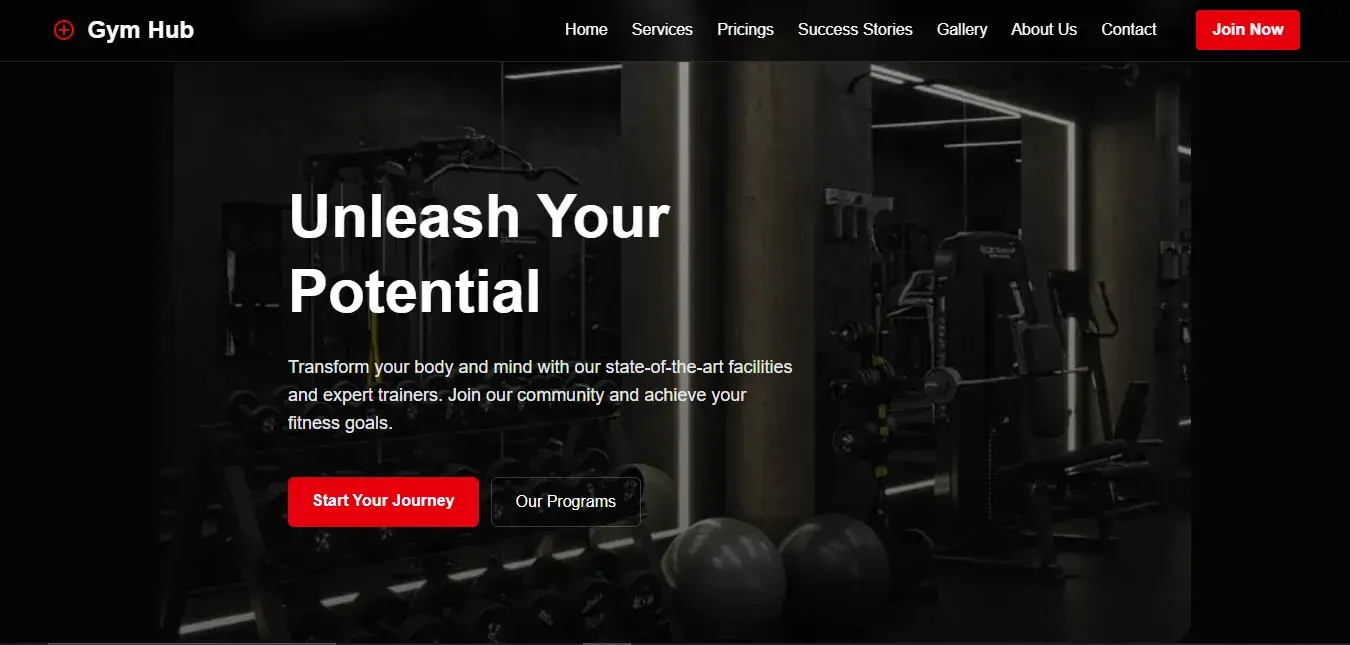 Gym Hub
Home Services Pricings Success Stories Gallery About Us Contact Join Now
Unleash Your
Potential
Transform your body and mind with our state-of-the-art facilities
and expert trainers. Join our community and achieve your
fitness goals.
Start Your Journey Our Programs